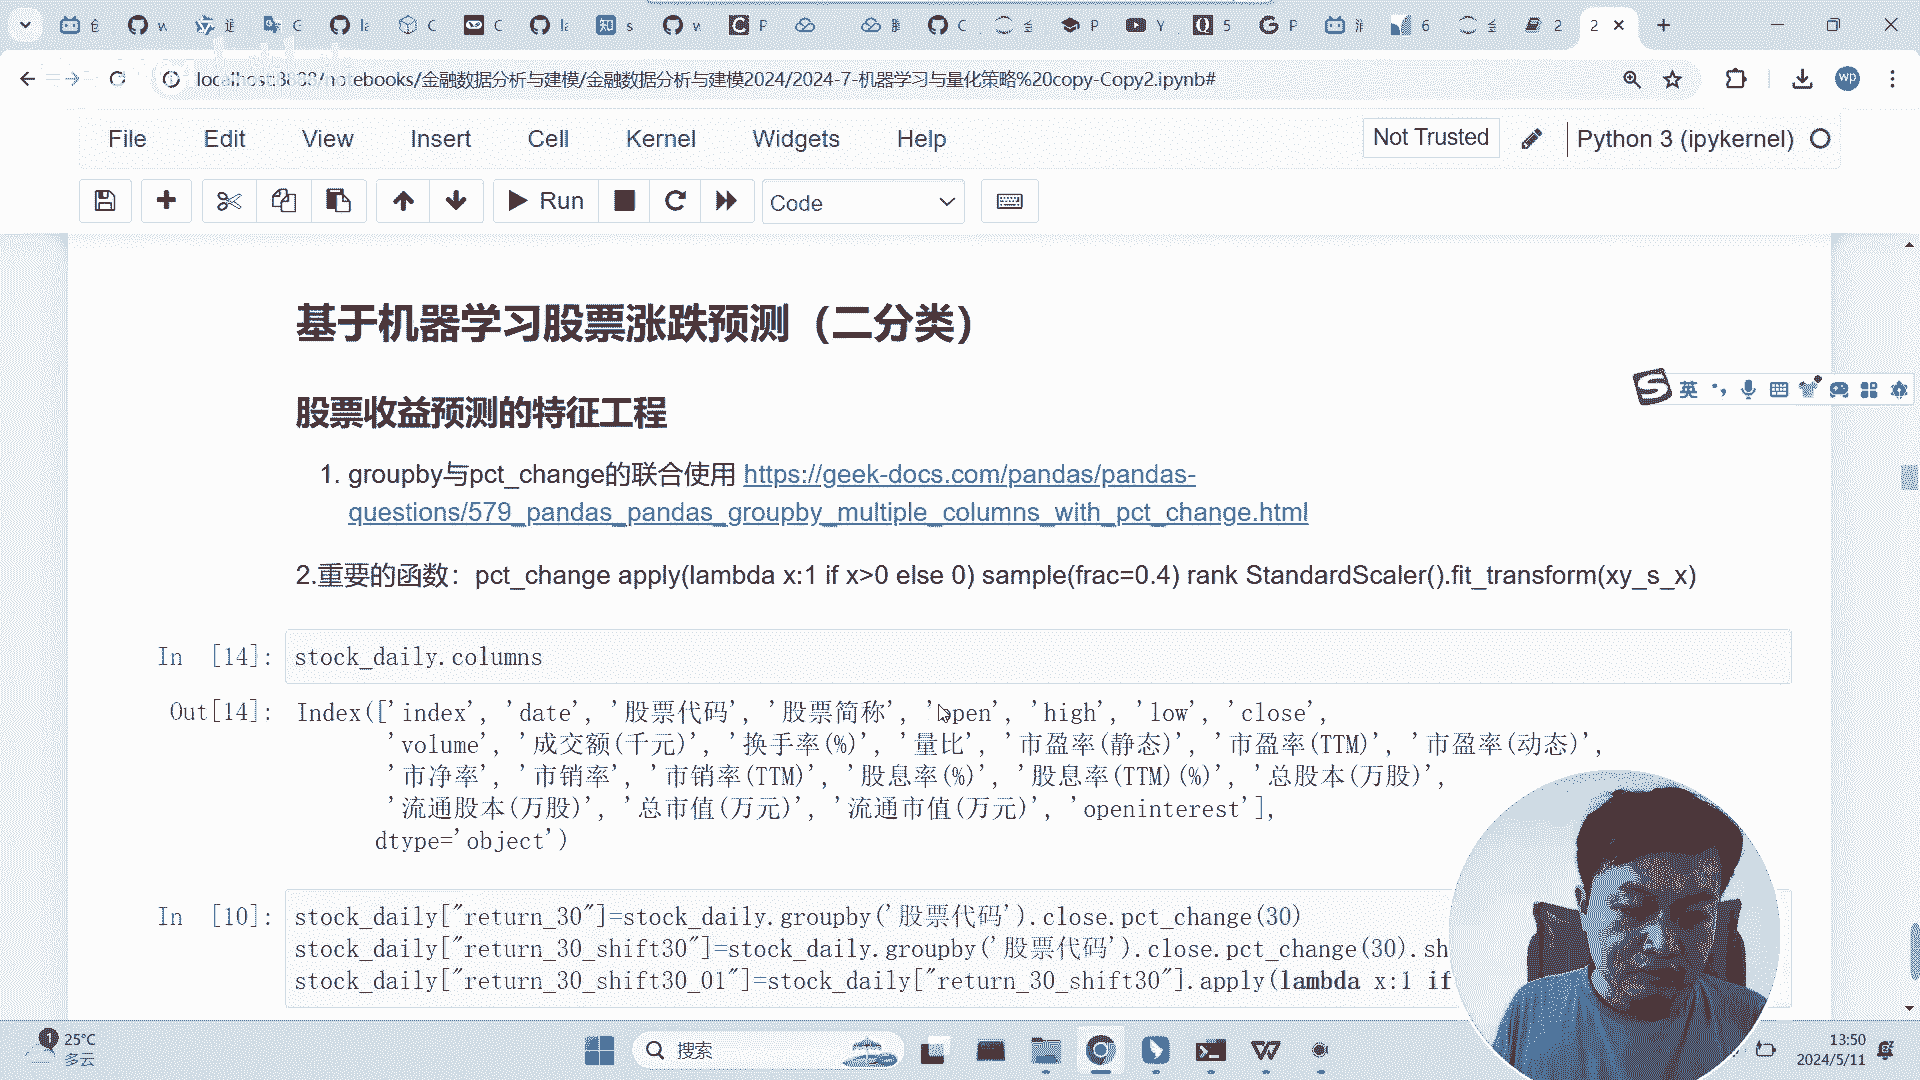 localhost:8888/notebooks/金融数据分析与建模/金融数据分析与建模2024/2024-7-机器学习与量化策略%20copy-Copy2.ipynb#
wp
File Edit View Insert Cell Kernel Widgets Help
Not Trusted
Python 3 (ipykernel)
Run
Code
基于机器学习股票涨跌预测（二分类）
股票收益预测的特征工程
1. groupby与pct_change的联合使用 https://geek-docs.com/pandas/pandas-
questions/579_pandas_pandas_groupby_multiple_columns_with_pct_change.html
2.重要的函数：pct_change apply(lambda x:1 if x>0 else 0) sample(frac=0.4) rank StandardScaler().fit_transform(xy_s_x)
英
In [14]: stock_daily.columns
Out[14]: Index(['index', 'date', '股票代码', '股票简称', 'open', 'high', 'low', 'close',
'volume', '成交额(千元)', '换手率(%)', '量比', '市盈率(静态)', '市盈率(TTM)', '市盈率(动态)',
'市净率', '市销率', '市销率(TTM)', '股息率(%)', '股息率(TTM)(%)', '总股本(万股)',
'流通股本(万股)', '总市值(万元)', '流通市值(万元)', 'openinterest'],
dtype='object')
In [10]: stock_daily["return_30"]=stock_daily.groupby('股票代码').close.pct_change(30)
stock_daily["return_30_shift30"]=stock_daily.groupby('股票代码').close.pct_change(30).sh
stock_daily["return_30_shift30_01"]=stock_daily["return_30_shift30"].apply(lambda x:1 if
1
25°C
多云
搜索
13:50
2024/5/11